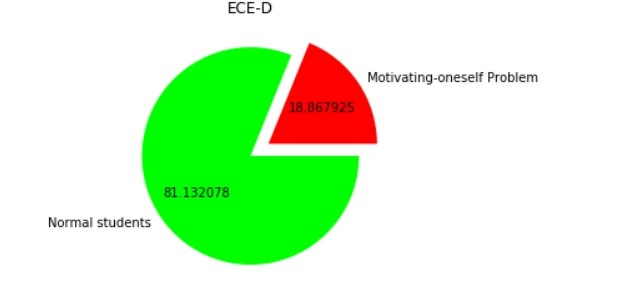 ECE-D
Motivating-oneself Problem
18.867925
81.132078
Normal students